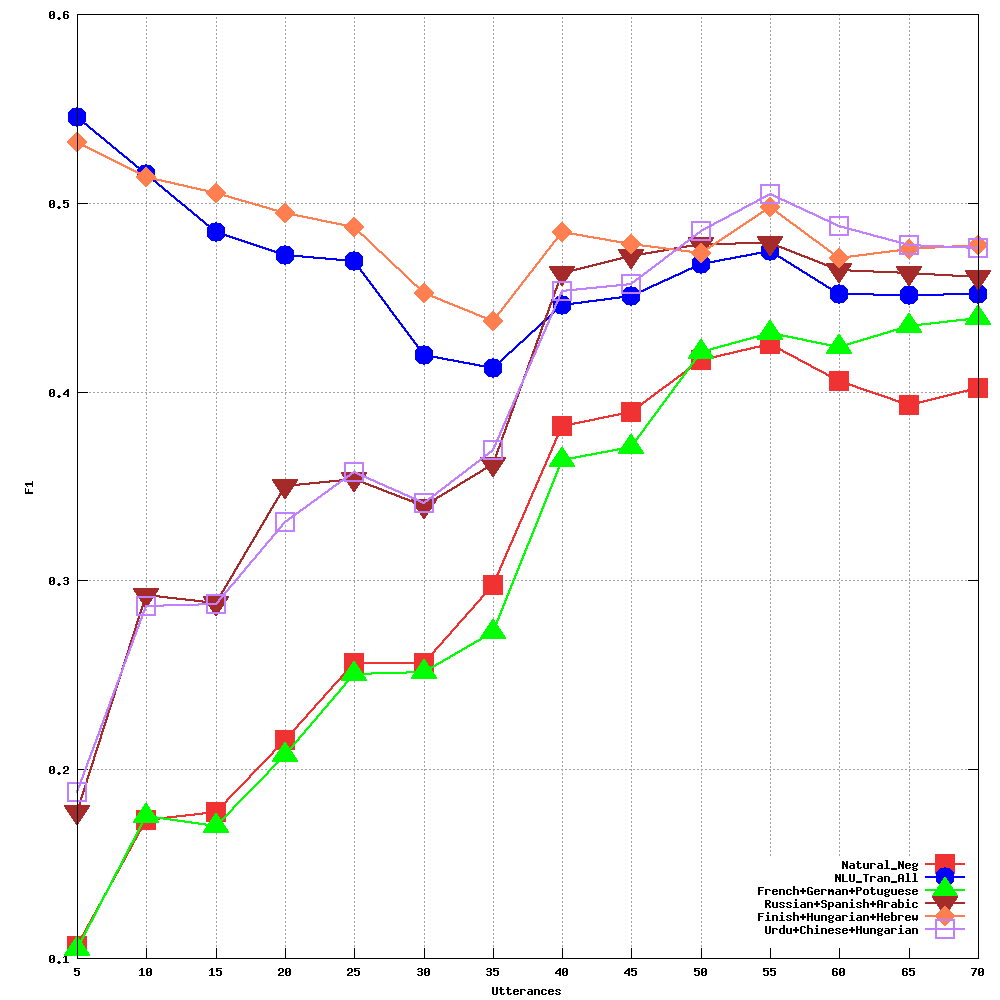 0.6
0.5
0.4
0.3
0.2
0.1
F1
5 10 15 20 25 30 35 40 45 50 55 60 65 70
Utterances
Natural_Neg
NLU_Tran_All
French+German+Potuguese
Russian+Spanish+Arabic
Finish+Hungarian+Hebrew
Urdu+Chinese+Hungarian